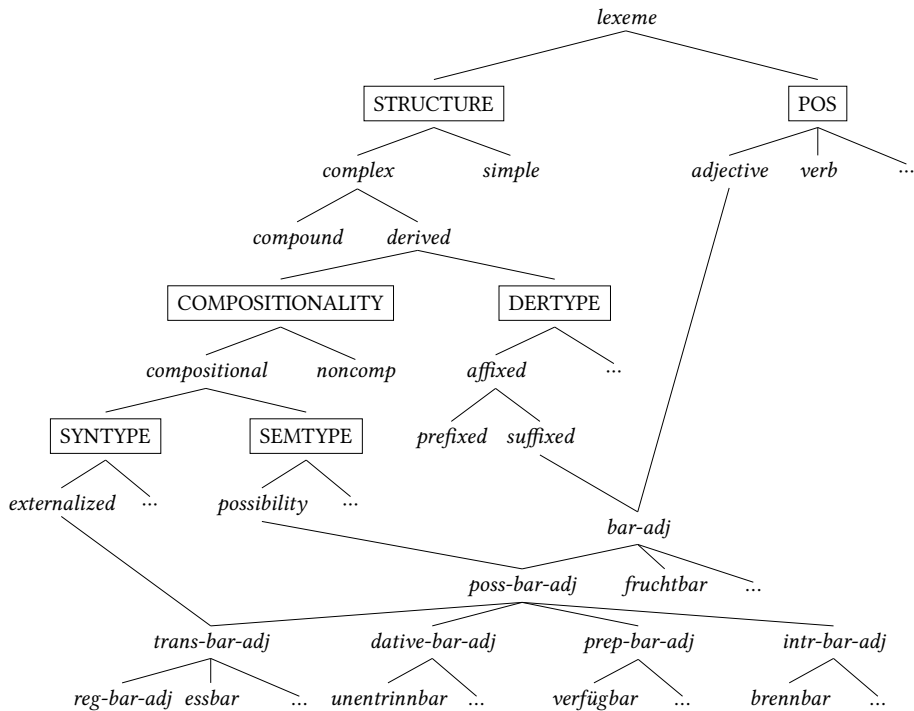 lexeme
STRUCTURE POS
complex simple adjective verb ...
compound derived
COMPOSITIONALITY DERTYPE
compositional noncomp affixed ...
SYNTYPE SEMTYPE prefixed suffixed
externalized ... possibility ...
bar-adj
poss-bar-adj fruchtbar ...
trans-bar-adj dative-bar-adj prep-bar-adj intr-bar-adj
reg-bar-adj essbar ... unentrinnbar ... verfügbar ... brennbar ...